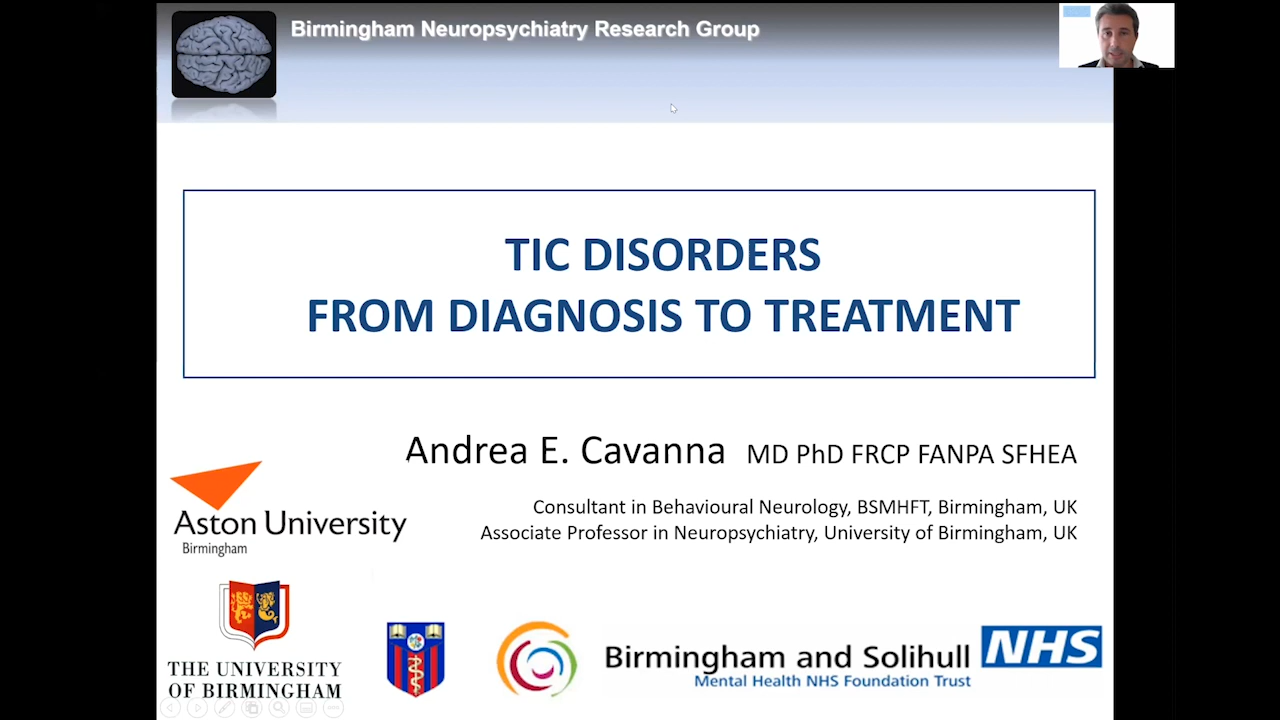 Birmingham Neuropsychiatry Research Group
TIC DISORDERS
FROM DIAGNOSIS TO TREATMENT
Andrea E. Cavanna MD PhD FRCP FANPA SFHEA
Consultant in Behavioural Neurology, BSMHFT, Birmingham, UK
Associate Professor in Neuropsychiatry, University of Birmingham, UK
Aston University
Birmingham
THE UNIVERSITY
OF BIRMINGHAM
Birmingham and Solihull
Mental Health NHS Foundation Trust
NHS